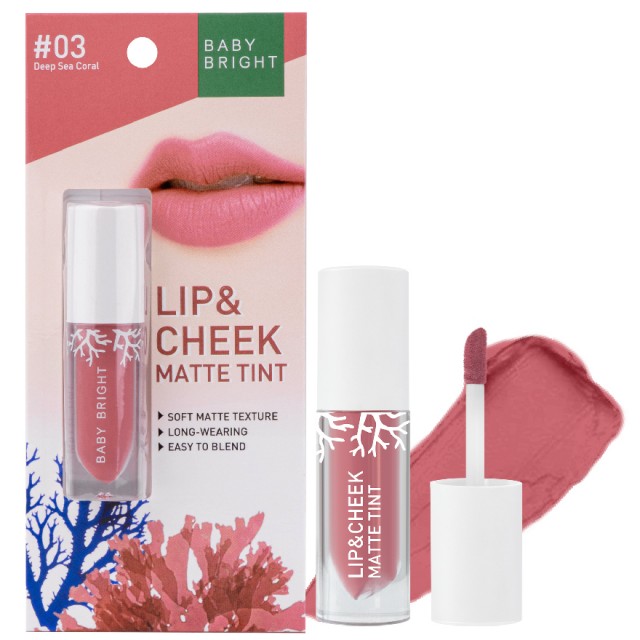 #03
Deep Sea Coral
BABY
BRIGHT
LIP&
CHEEK
MATTE TINT
SOFT MATTE TEXTURE
LONG-WEARING
EASY TO BLEND
BABY BRIGHT
LIP&CHEEK
MATTE TINT